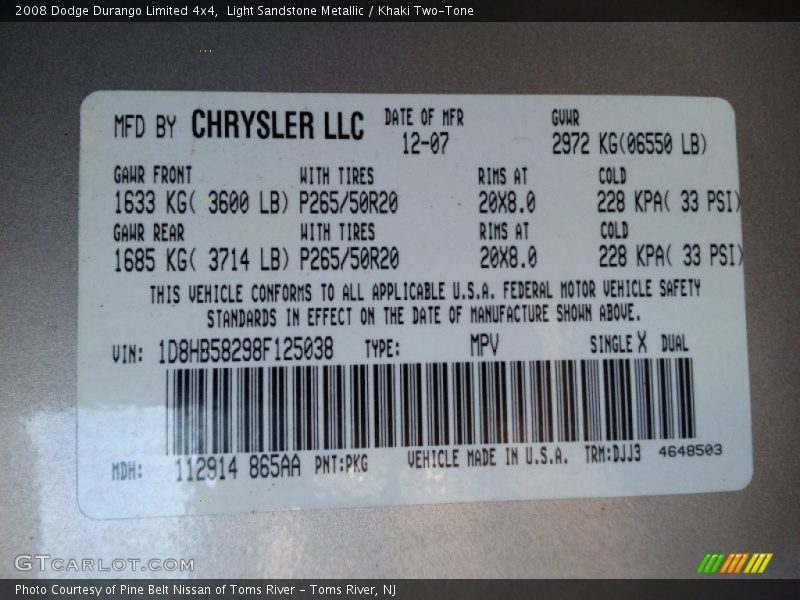 2008 Dodge Durango Limited 4x4,  Light Sandstone Metallic / Khaki Two-Tone
MFD BY CHRYSLER LLC DATE OF MFR GVWR
12-07 2972 KG(06550 LB)
GAWR FRONT WITH TIRES RIMS AT COLD
1633 KG( 3600 LB) P265/50R20 20X8.0 228 KPA( 33 PSI)
GAWR REAR WITH TIRES RIMS AT COLD
1685 KG( 3714 LB) P265/50R20 20X8.0 228 KPA( 33 PSI)
THIS VEHICLE CONFORMS TO ALL APPLICABLE U.S.A. FEDERAL MOTOR VEHICLE SAFETY
STANDARDS IN EFFECT ON THE DATE OF MANUFACTURE SHOWN ABOVE.
VIN: 1D8HB58298F125038 TYPE: MPV SINGLE X DUAL
MDH: 112914 865AA PNT:PKG VEHICLE MADE IN U.S.A. TRM:DJJ3 4648503
GTCARLOT.COM
Photo Courtesy of Pine Belt Nissan of Toms River - Toms River, NJ